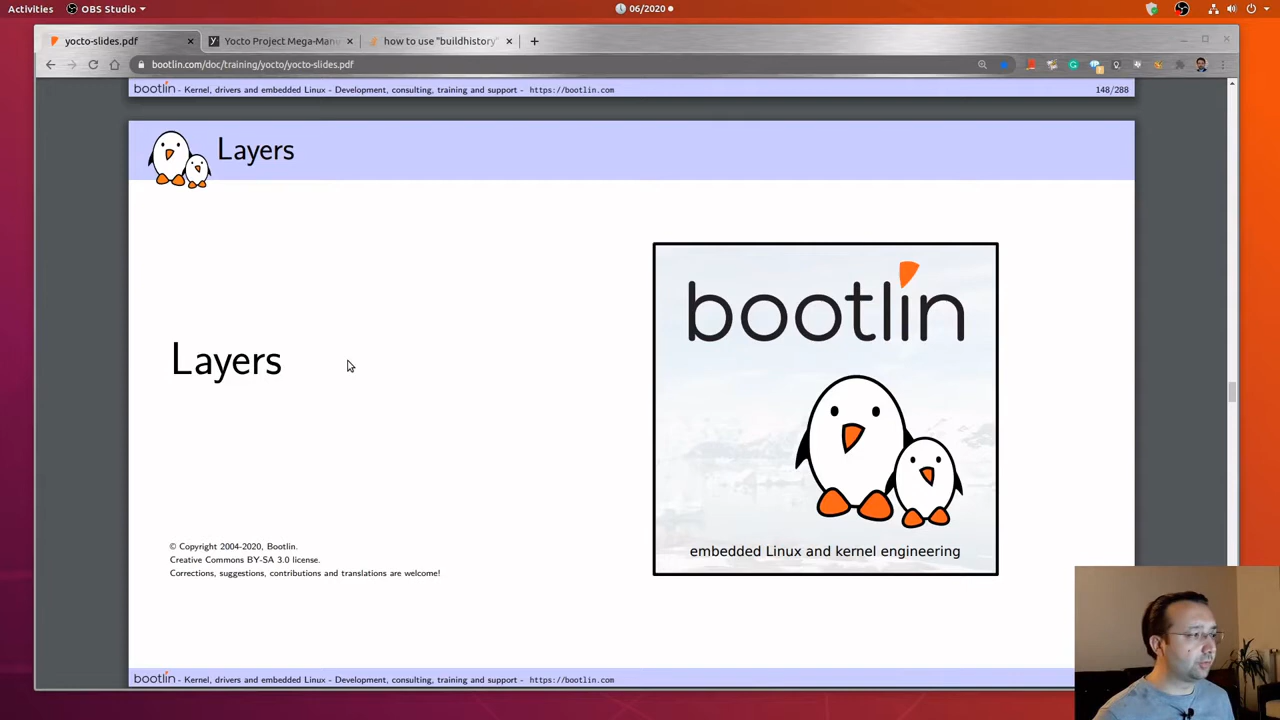 Activities
OBS Studio
06/2020
yocto-slides.pdf
Yocto Project Mega-Man
how to use "buildhistory"
bootlin.com/doc/training/yocto/yocto-slides.pdf
bootlin - Kernel, drivers and embedded Linux - Development, consulting, training and support - https://bootlin.com
148/288
Layers
Layers
bootlin
embedded Linux and kernel engineering
© Copyright 2004-2020, Bootlin.
Creative Commons BY-SA 3.0 license.
Corrections, suggestions, contributions and translations are welcome!
bootlin - Kernel, drivers and embedded Linux - Development, consulting, training and support - https://bootlin.com